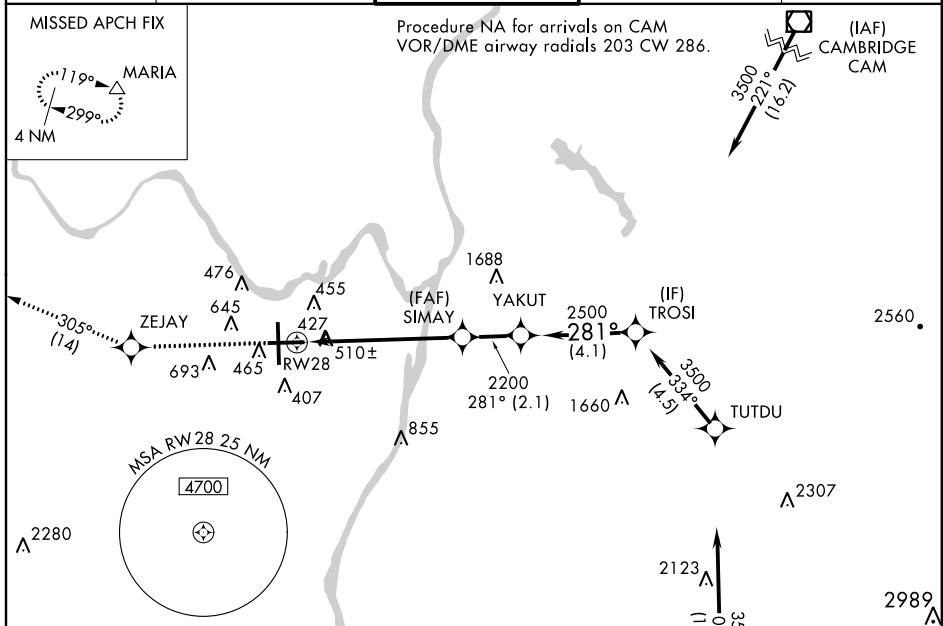 MISSED APCH FIX
119°
MARIA
299°
4 NM
Procedure NA for arrivals on CAM
VOR/DME airway radials 203 CW 286.
(IAF)
CAMBRIDGE
CAM
3500
221°
(16.2)
1688
476
455
645
427
(FAF)
SIMAY
YAKUT
2500
281°
(4.1)
(IF)
TROSI
2560
305°
(14)
ZEJAY
693
465
RW28
510±
407
2200
281° (2.1)
3500
334°
(4.5)
1660
TUTDU
855
MSA RW 28 25 NM
4700
2307
2280
2123
2989